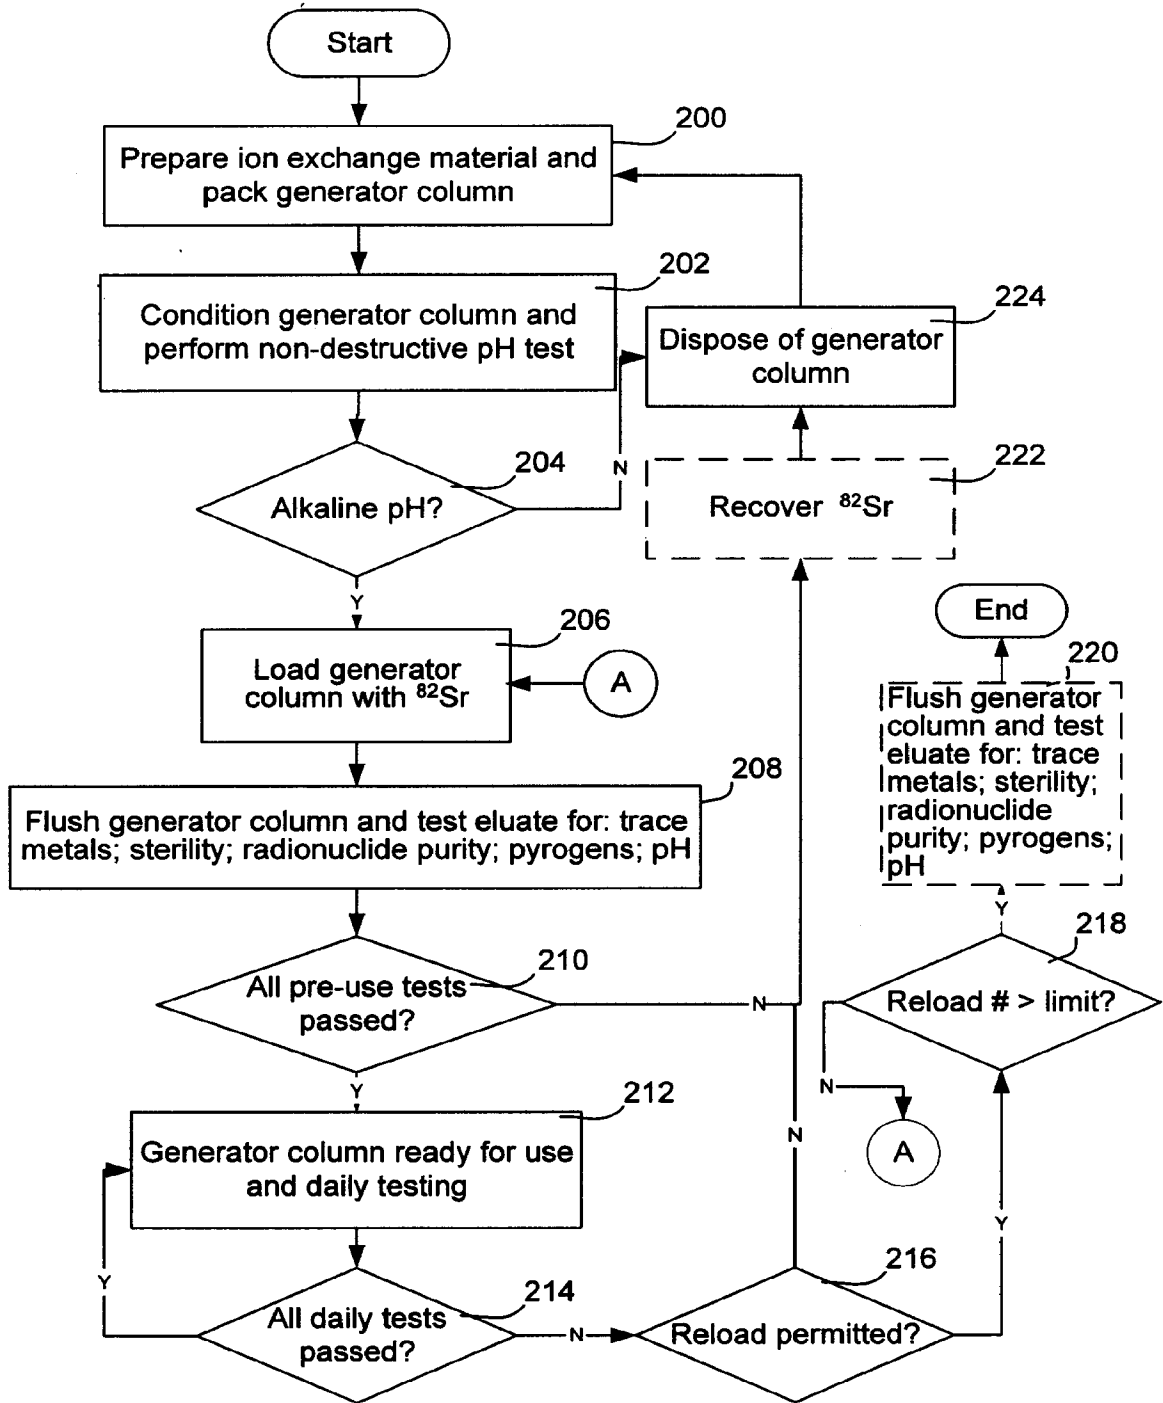 Start
200
Prepare ion exchange material and
pack generator column
202
Condition generator column and
perform non-destructive pH test
224
Dispose of generator
column
204
Alkaline pH?
N
222
Recover ⁸²Sr
Y
206
Load generator
column with ⁸²Sr
A
End
220
Flush generator
column and test
eluate for: trace
metals; sterility;
radionuclide
purity; pyrogens;
pH
208
Flush generator column and test eluate for: trace
metals; sterility; radionuclide purity; pyrogens; pH
Y
218
Reload # > limit?
210
All pre-use tests
passed?
N
Y
N
A
212
Generator column ready for use
and daily testing
N
Y
Y
214
All daily tests
passed?
N
216
Reload permitted?